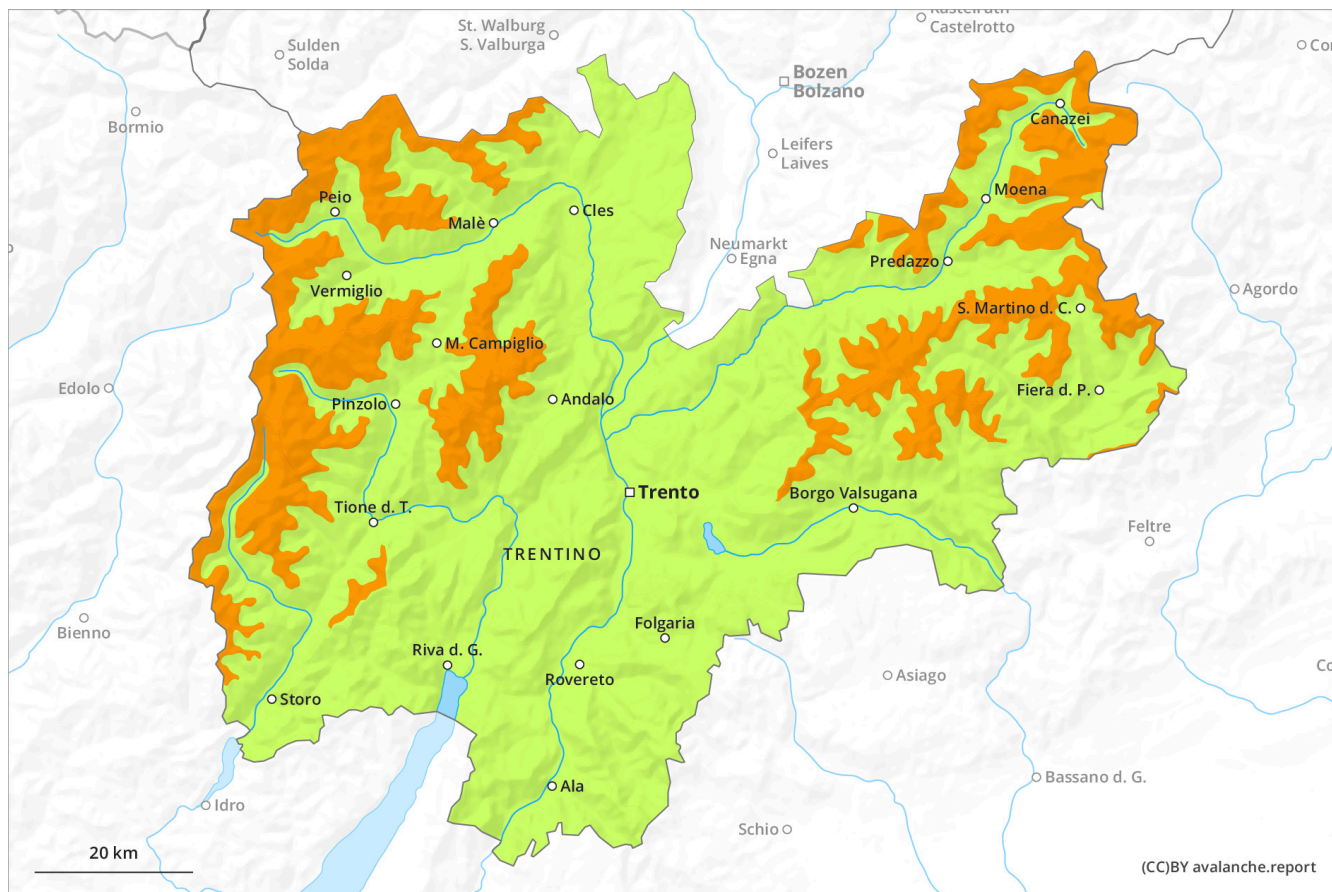 Kastelruth
Castelrotto
St. Walburg
S. Valburga
Sulden
Solda
Bozen
Bolzano
Bormio
Canazei
Leifers
Laives
Moena
Peio
Cles
Malè
Neumarkt
Egna
Predazzo
Vermiglio
Agordo
S. Martino d. C.
M. Campiglio
Edolo
Andalo
Fiera d. P.
Pinzolo
Trento
Borgo Valsugana
Tione d. T.
Feltre
TRENTINO
Bienno
Folgaria
Riva d. G.
Asiago
Rovereto
Storo
Bassano d. G.
Ala
Idro
Schio
20 km
(CC)BY avalanche.report